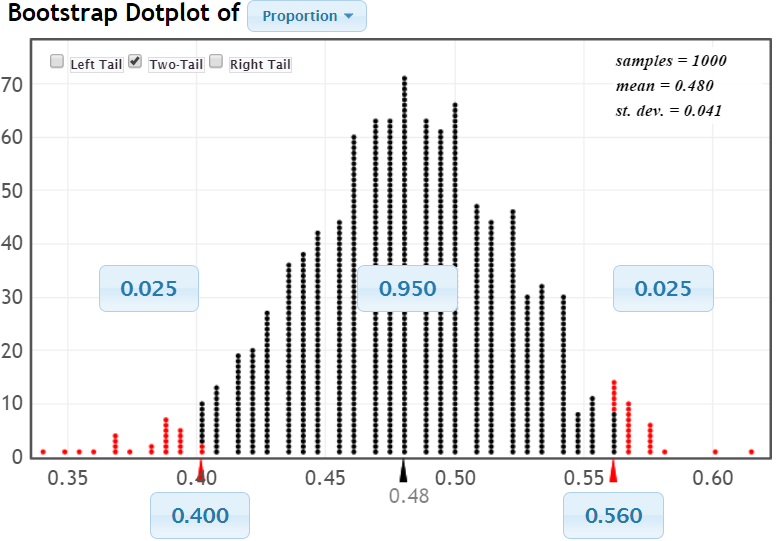 Bootstrap Dotplot of Proportion
Left Tail Two-Tail Right Tail
samples = 1000
mean = 0.480
st. dev. = 0.041
70
60
50
40
30
20
10
0
0.025 0.950 0.025
0.35 0.40 0.45 0.50 0.55 0.60
0.48
0.400 0.560